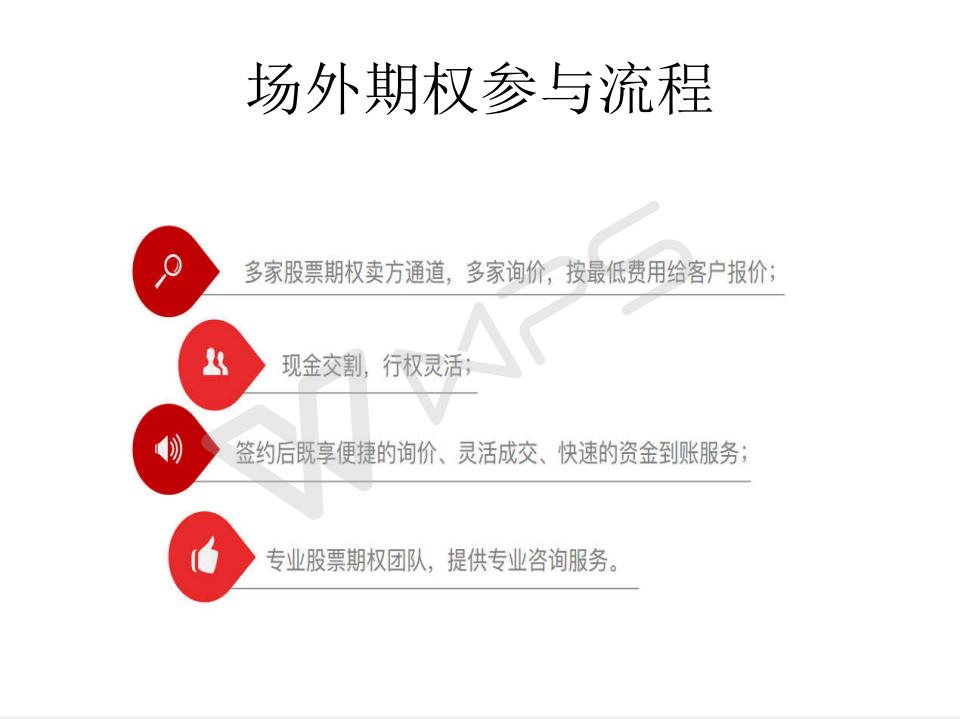 场外期权参与流程
多家股票期权卖方通道，多家询价，按最低费用给客户报价；
现金交割，行权灵活；
签约后既享便捷的询价、灵活成交、快速的资金到账服务；
专业股票期权团队，提供专业咨询服务。
WPS